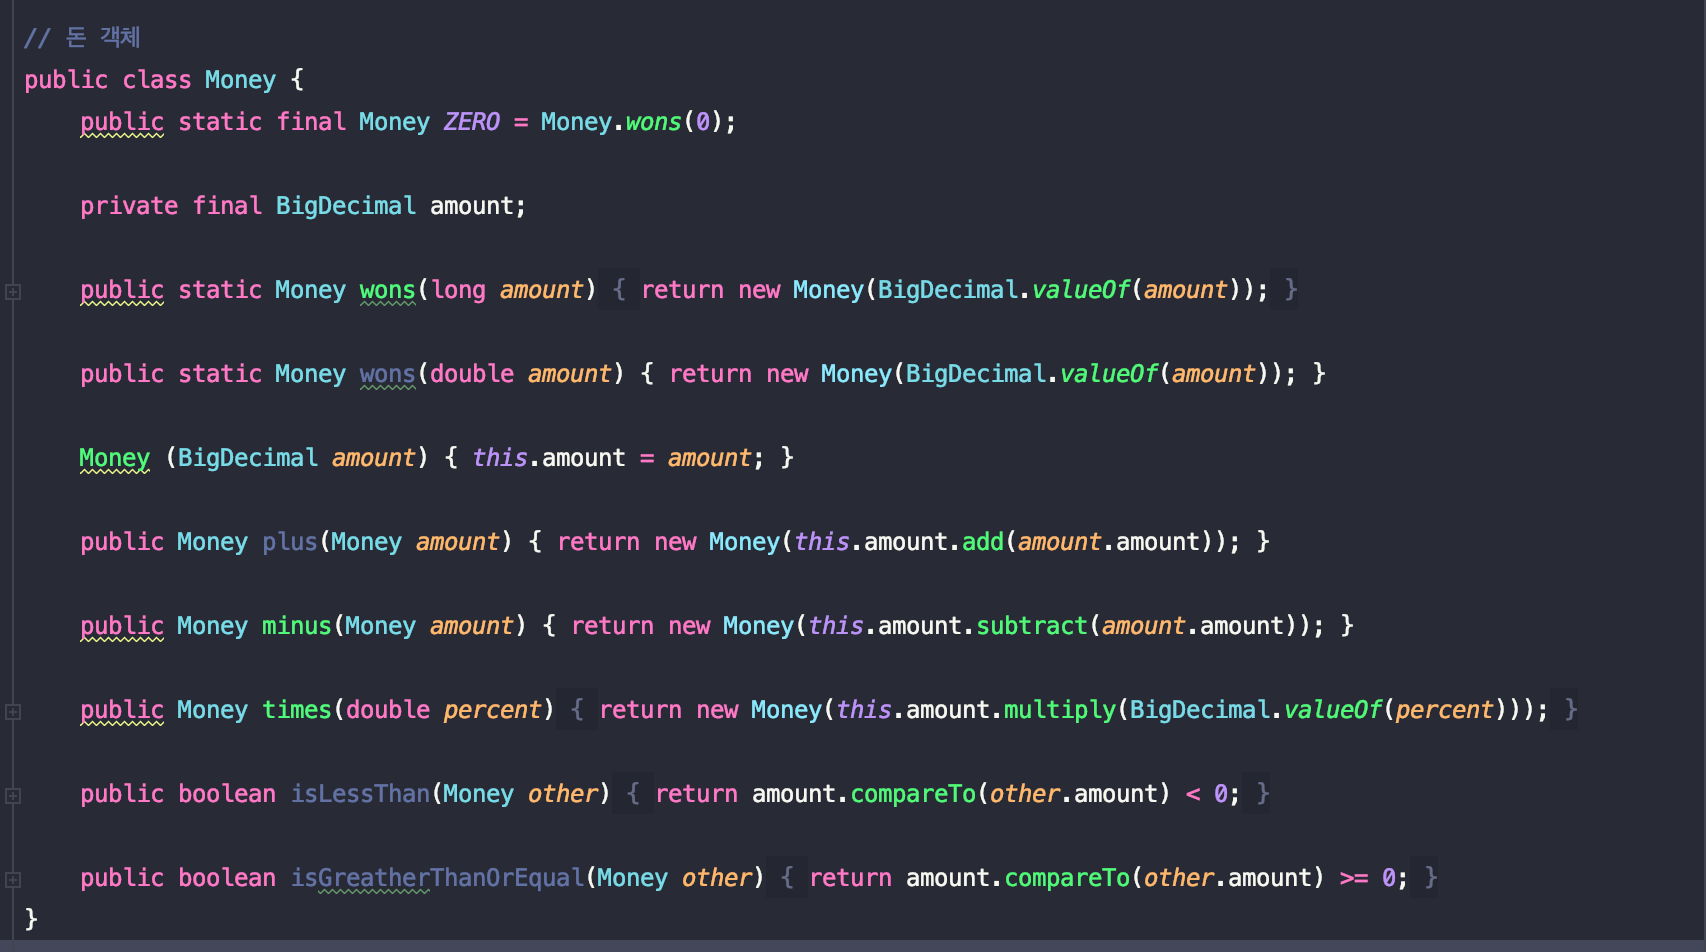 // 돈 객체
public class Money {
    public static final Money ZERO = Money.wons(0);
    private final BigDecimal amount;
    public static Money wons(long amount) { return new Money(BigDecimal.valueOf(amount)); }
    public static Money wons(double amount) { return new Money(BigDecimal.valueOf(amount)); }
    Money (BigDecimal amount) { this.amount = amount; }
    public Money plus(Money amount) { return new Money(this.amount.add(amount.amount)); }
    public Money minus(Money amount) { return new Money(this.amount.subtract(amount.amount)); }
    public Money times(double percent) { return new Money(this.amount.multiply(BigDecimal.valueOf(percent))); }
    public boolean isLessThan(Money other) { return amount.compareTo(other.amount) < 0; }
    public boolean isGreatherThanOrEqual(Money other) { return amount.compareTo(other.amount) >= 0; }
}